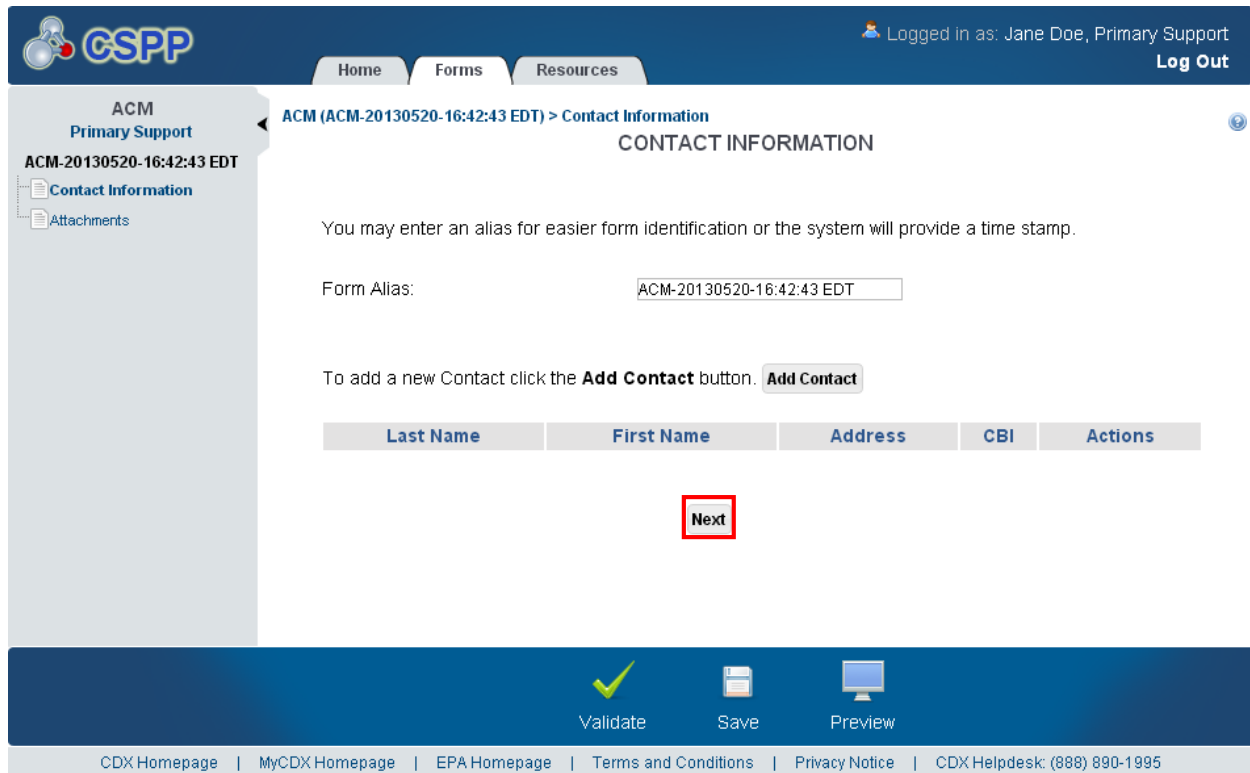 CSPP
Logged in as: Jane Doe, Primary Support
Log Out
Home Forms Resources
ACM
Primary Support
ACM-20130520-16:42:43 EDT
Contact Information
Attachments
ACM (ACM-20130520-16:42:43 EDT) > Contact Information
CONTACT INFORMATION
You may enter an alias for easier form identification or the system will provide a time stamp.
Form Alias: ACM-20130520-16:42:43 EDT
To add a new Contact click the Add Contact button. Add Contact
Last Name First Name Address CBI Actions
Next
Validate Save Preview
CDX Homepage | MyCDX Homepage | EPA Homepage | Terms and Conditions | Privacy Notice | CDX Helpdesk: (888) 890-1995